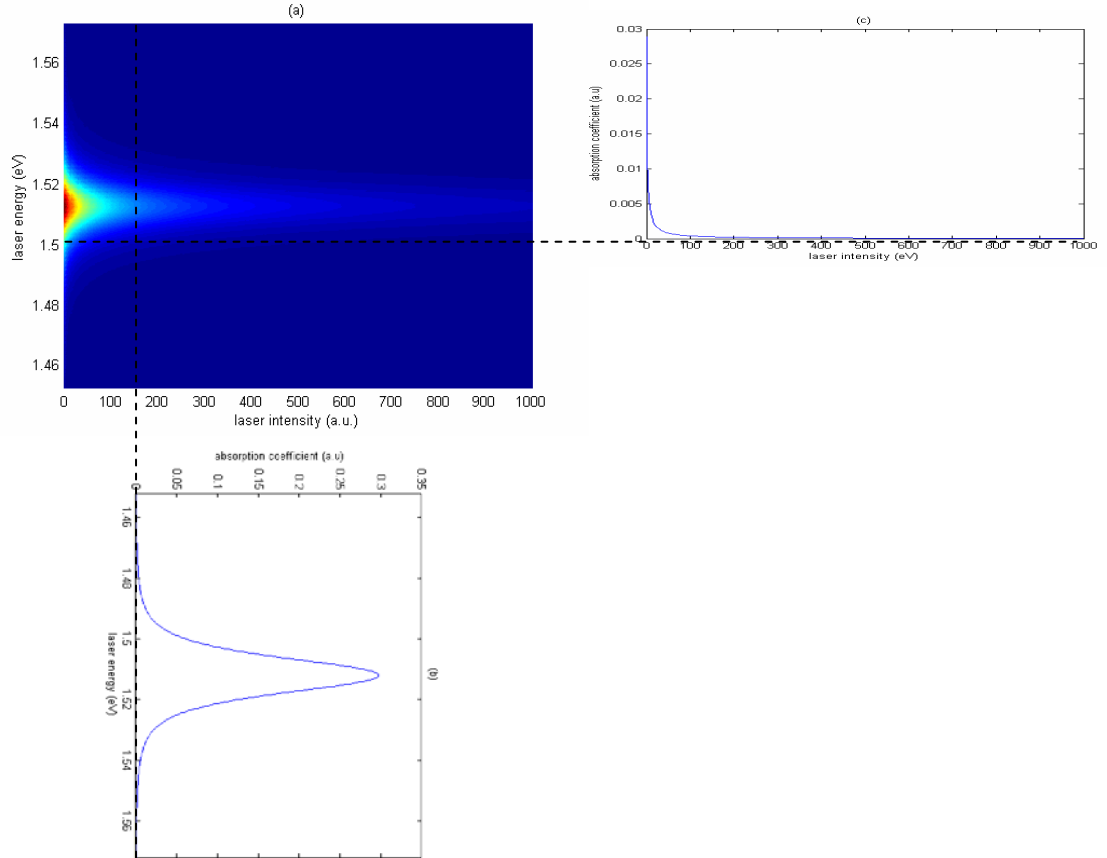 (a)
laser energy (eV)
1.56
1.54
1.52
1.5
1.48
1.46
0 100 200 300 400 500 600 700 800 900 1000
laser intensity (a.u.)
(c)
absorption coefficient (a.u)
0.03
0.025
0.02
0.015
0.01
0.005
0
0 100 200 300 400 500 600 700 800 900 1000
laser intensity (eV)
absorption coefficient (a.u)
0 0.05 0.1 0.15 0.2 0.25 0.3 0.35
1.46
1.48
1.5
1.52
1.54
1.56
laser energy (eV)
(b)